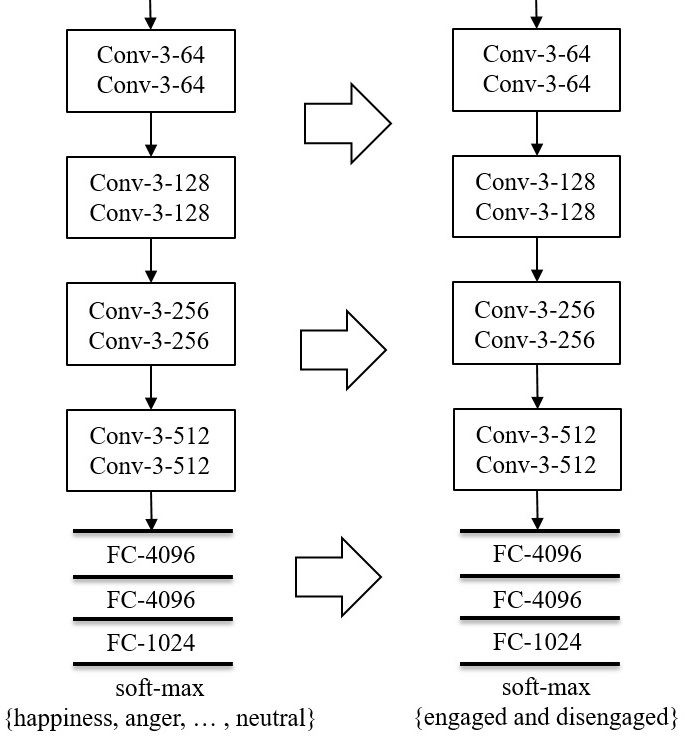 Conv-3-64
Conv-3-64
Conv-3-128
Conv-3-128
Conv-3-256
Conv-3-256
Conv-3-512
Conv-3-512
FC-4096
FC-4096
FC-1024
soft-max
{happiness, anger, … , neutral}
Conv-3-64
Conv-3-64
Conv-3-128
Conv-3-128
Conv-3-256
Conv-3-256
Conv-3-512
Conv-3-512
FC-4096
FC-4096
FC-1024
soft-max
{engaged and disengaged}